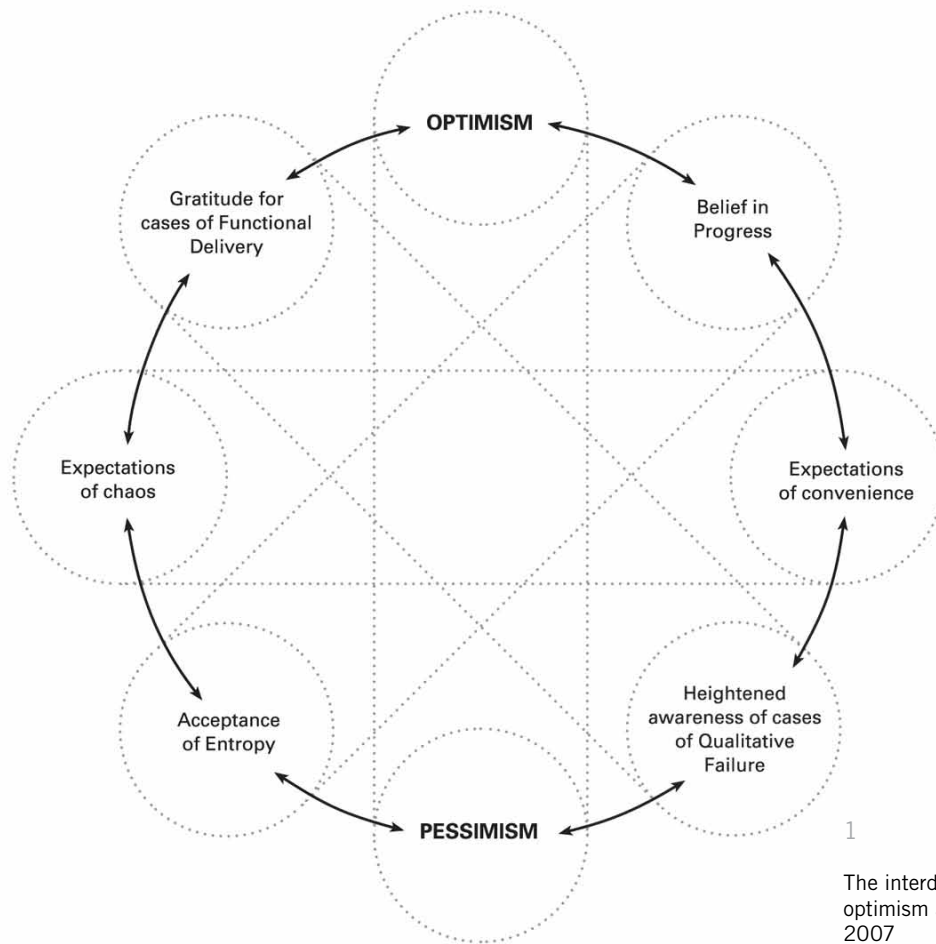 OPTIMISM
Belief in
Progress
Expectations
of convenience
Heightened
awareness of cases
of Qualitative
Failure
PESSIMISM
Acceptance
of Entropy
Expectations
of chaos
Gratitude for
cases of Functional
Delivery
1
The interd
optimism
2007